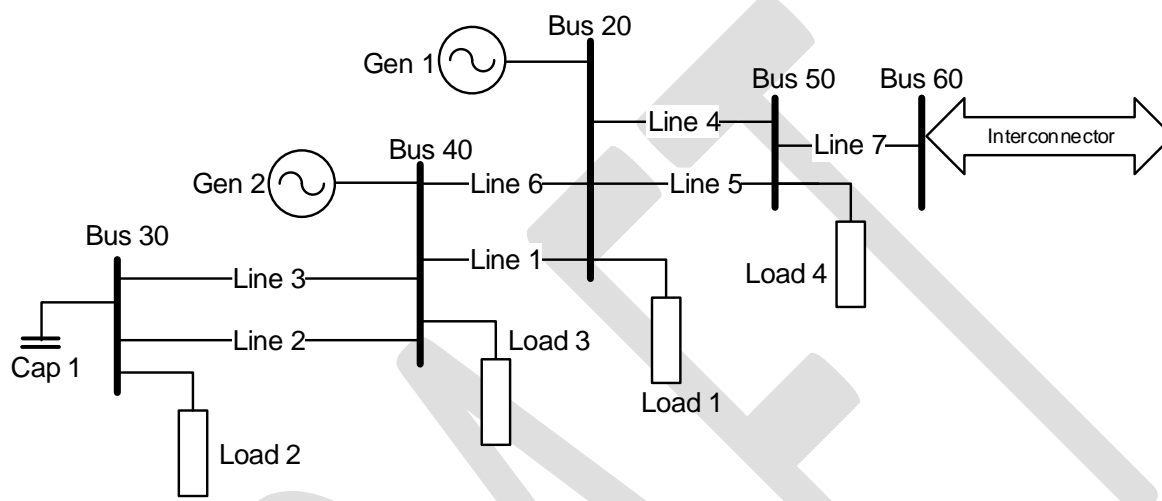 Bus 20
Gen 1
Bus 50
Bus 60
Line 4
Line 7
Interconnector
Bus 40
Gen 2
Line 6
Line 5
Bus 30
Line 1
Load 4
Line 3
Line 2
Load 3
Cap 1
Load 1
Load 2